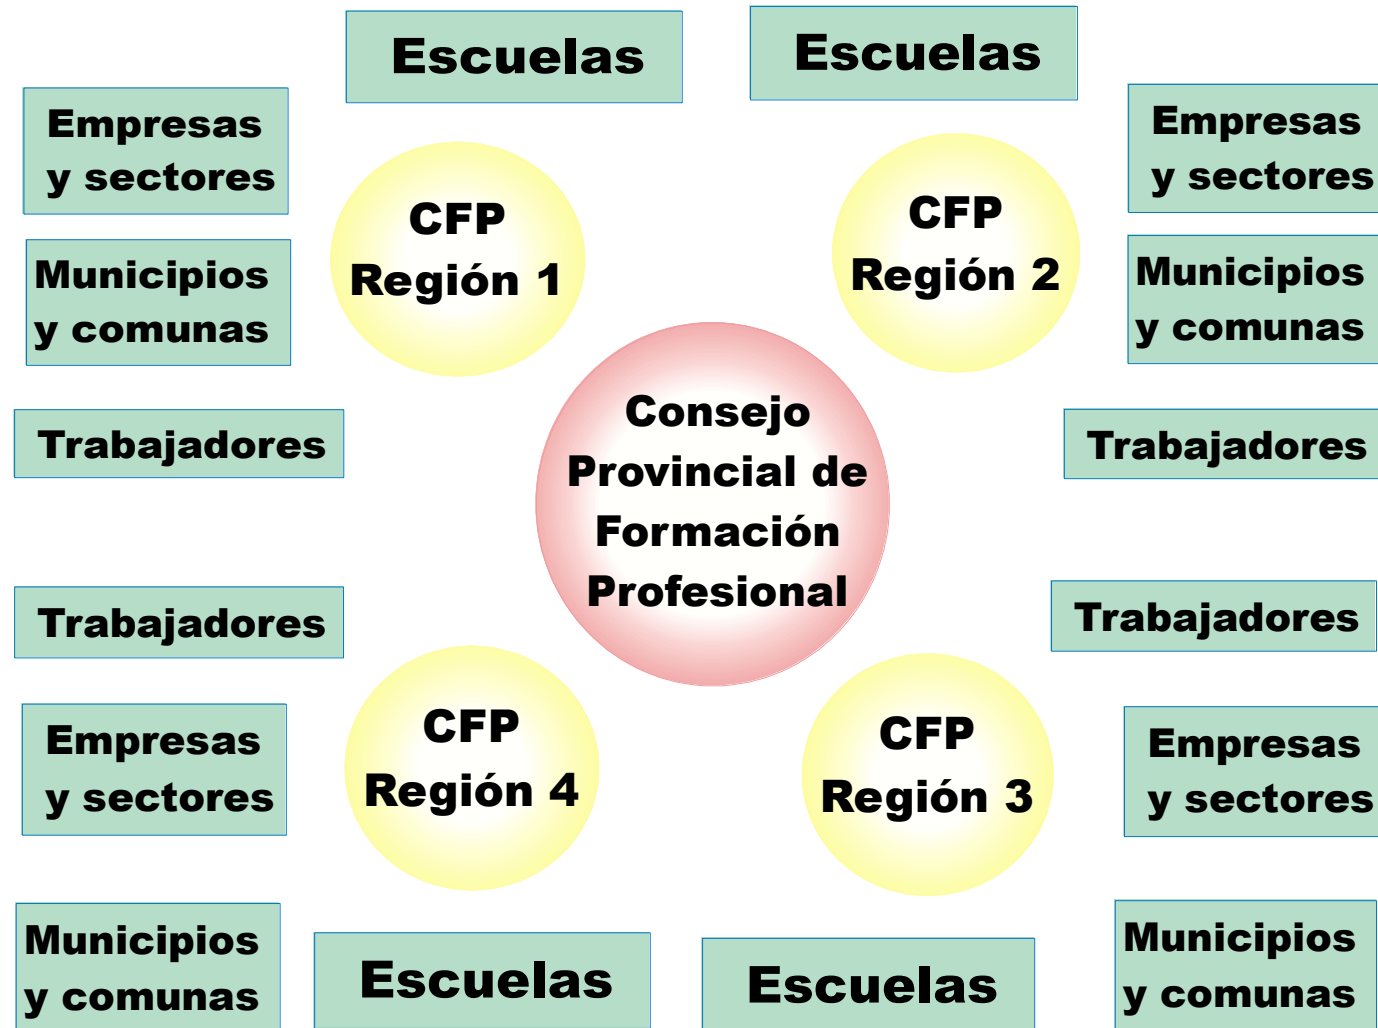 Escuelas
Escuelas
Empresas
y sectores
Empresas
y sectores
CFP
Región 1
CFP
Región 2
Municipios
y comunas
Municipios
y comunas
Trabajadores
Trabajadores
Consejo
Provincial de
Formación
Profesional
Trabajadores
Trabajadores
CFP
Región 4
CFP
Región 3
Empresas
y sectores
Empresas
y sectores
Municipios
y comunas
Escuelas
Escuelas
Municipios
y comunas